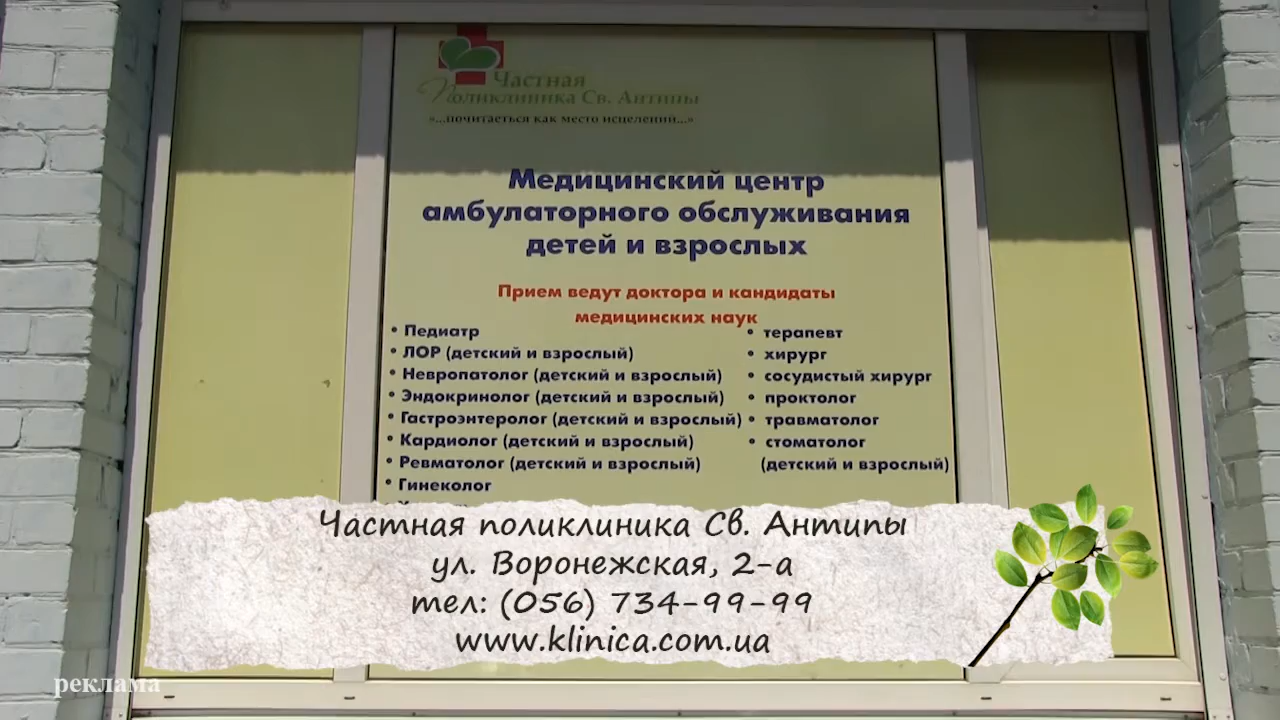 Частная
Поликлиника Св. Антипы
«...почитаеться как место исцелений...»
Медицинский центр
амбулаторного обслуживания
детей и взрослых
Прием ведут доктора и кандидаты
медицинских наук
• Педиатр
• ЛОР (детский и взрослый)
• Невропатолог (детский и взрослый)
• Эндокринолог (детский и взрослый)
• Гастроэнтеролог (детский и взрослый)
• Кардиолог (детский и взрослый)
• Ревматолог (детский и взрослый)
• Гинеколог
• терапевт
• хирург
• сосудистый хирург
• проктолог
• травматолог
• стоматолог
(детский и взрослый)
Частная поликлиника Св. Антипы
ул. Воронежская, 2-а
тел: (056) 734-99-99
www.klinica.com.ua
реклама